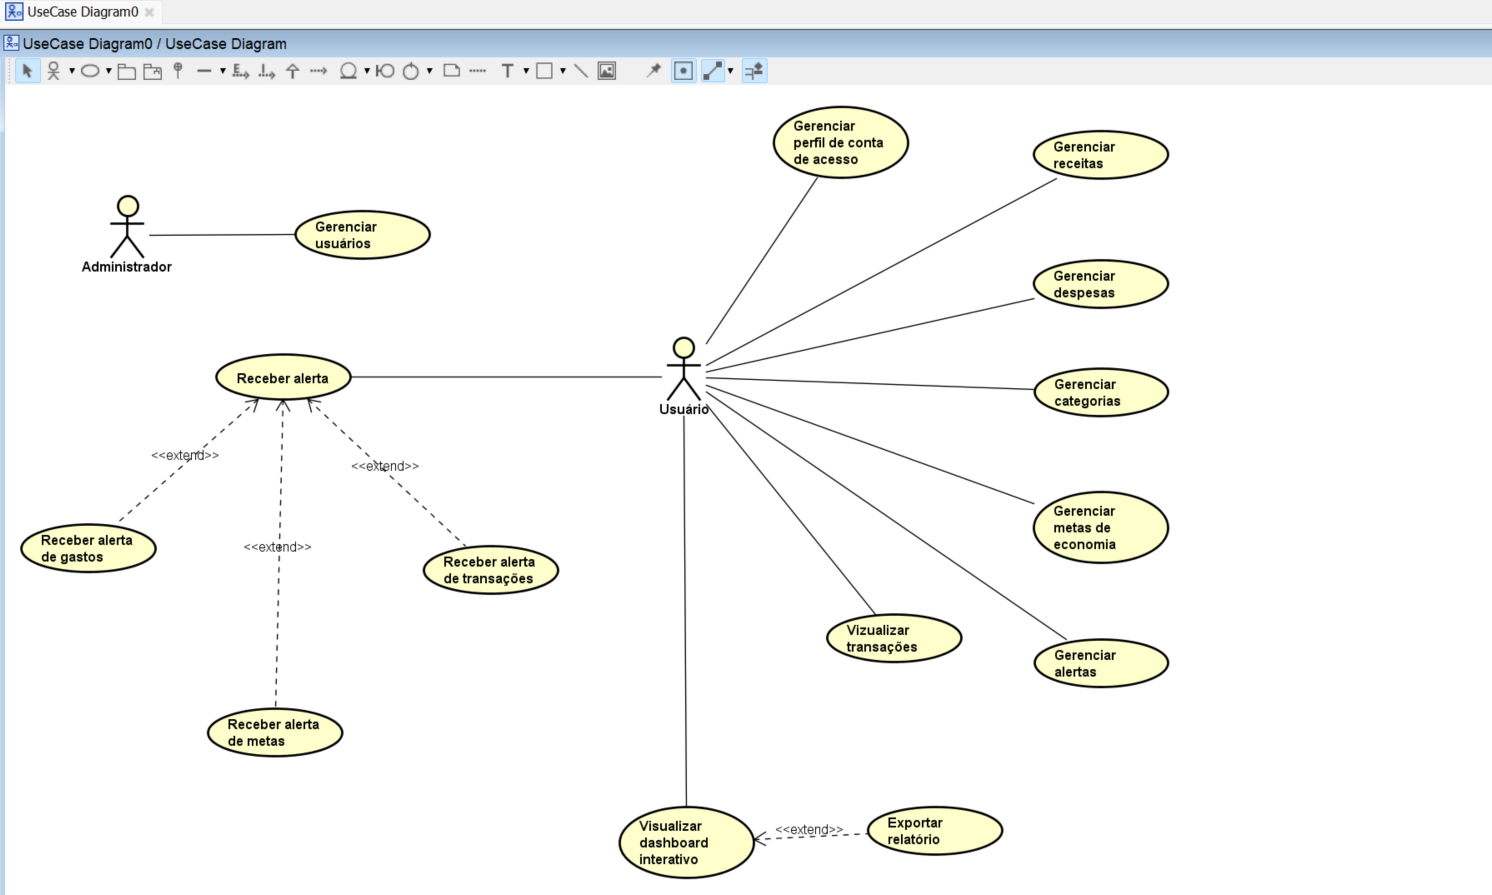 UseCase Diagram0
UseCase Diagram0 / UseCase Diagram
T
Gerenciar
perfil de conta
de acesso
Gerenciar
receitas
Gerenciar
usuários
Administrador
Gerenciar
despesas
Receber alerta
Usuário
Gerenciar
categorias
<<extend>>
<<extend>>
<<extend>>
Receber alerta
de gastos
Receber alerta
de transações
Gerenciar
metas de
economia
Vizualizar
transações
Gerenciar
alertas
Receber alerta
de metas
Visualizar
dashboard
interativo
<<extend>>
Exportar
relatório